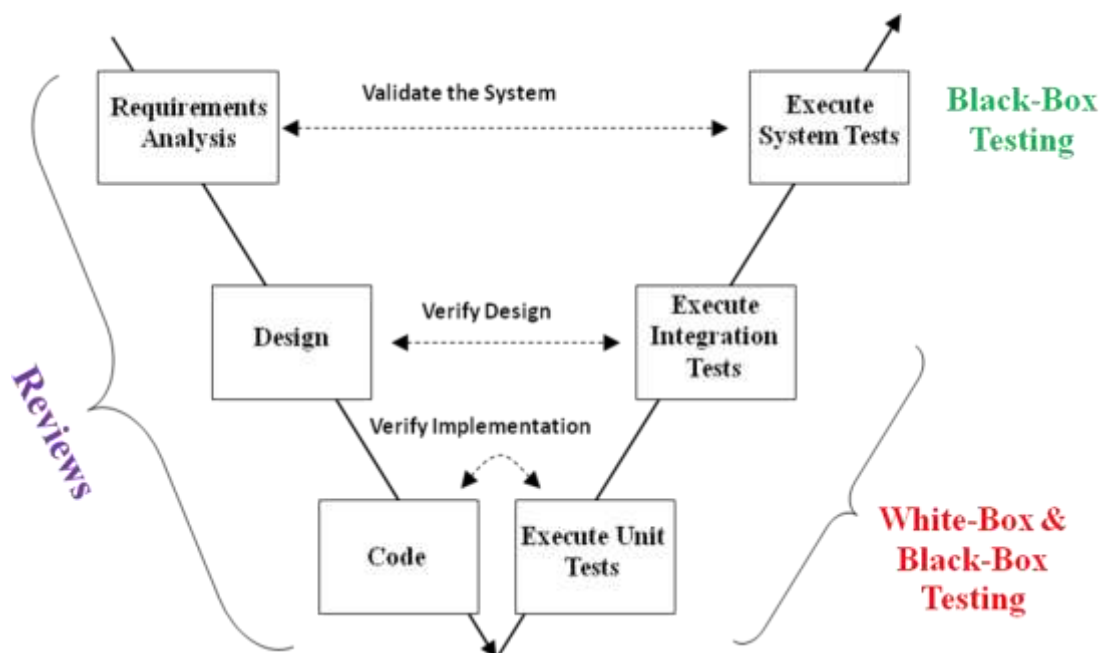 Validate the System
Requirements
Analysis
Execute
System Tests
Black-Box
Testing
Verify Design
Design
Execute
Integration
Tests
Reviews
Verify Implementation
Code
Execute Unit
Tests
White-Box &
Black-Box
Testing